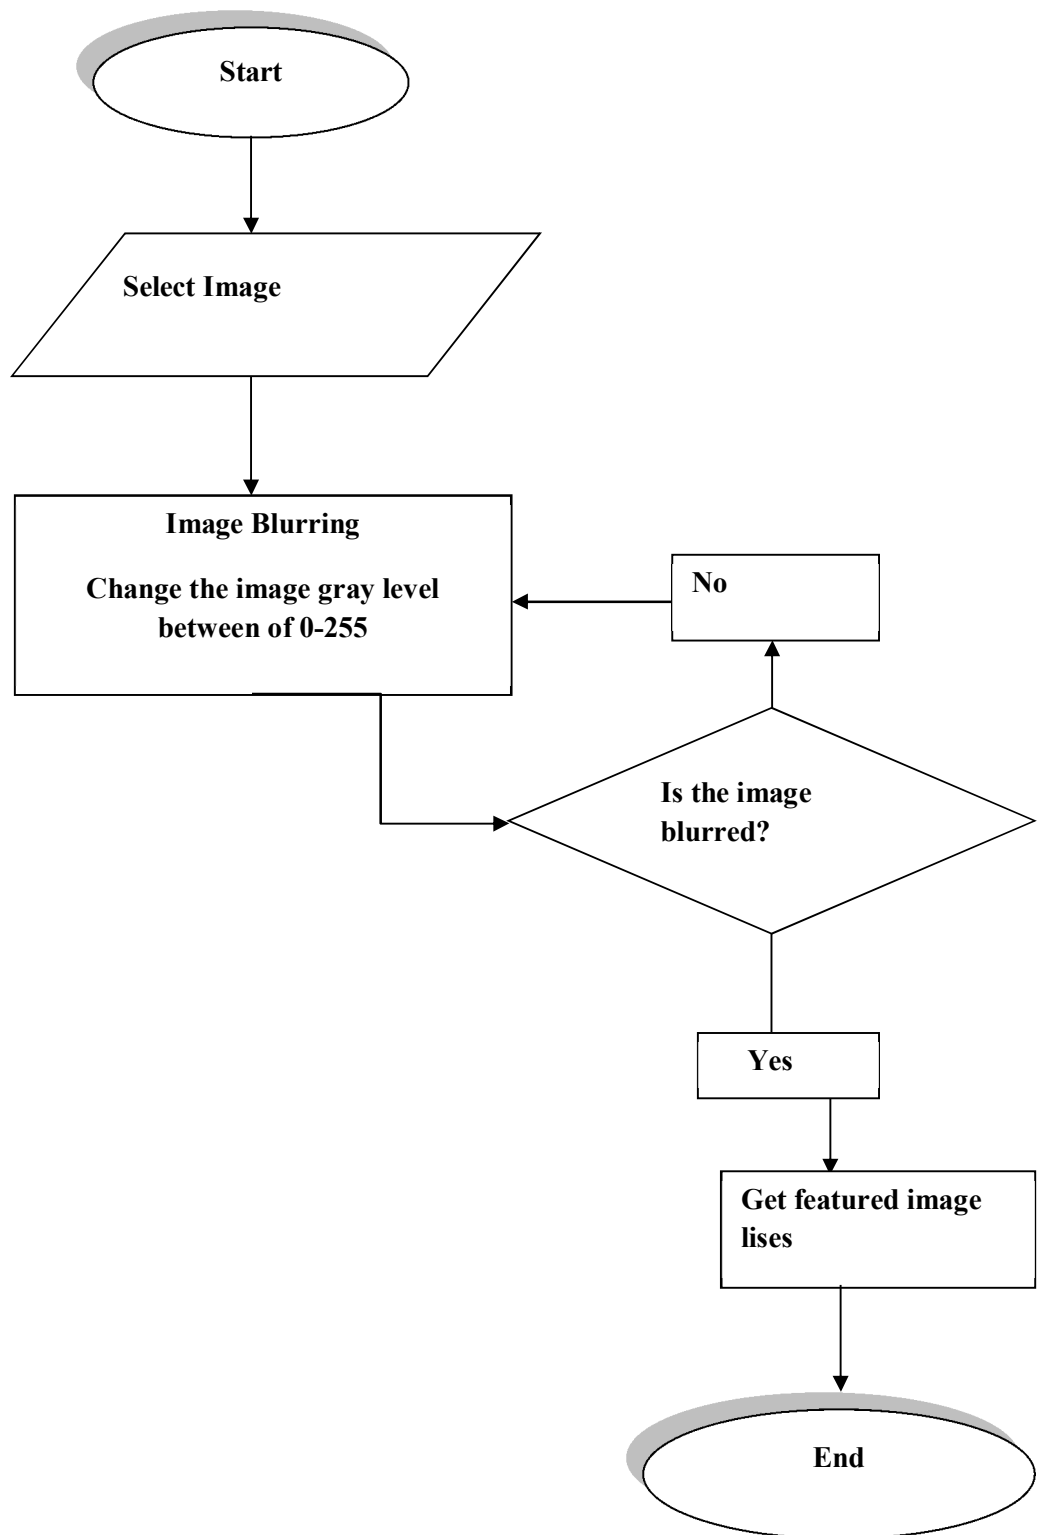 Start
Select Image
Image Blurring
Change the image gray level
between of 0-255
No
Is the image
blurred?
Yes
Get featured image
lises
End